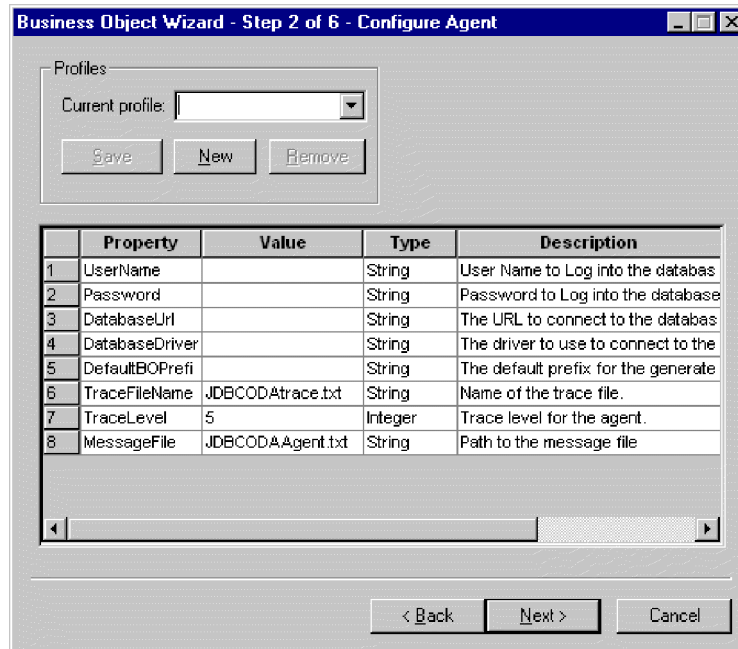 Business Object Wizard - Step 2 of 6 - Configure Agent
Profiles
Current profile:
Save New Remove
Property Value Type Description
1 UserName String User Name to Log into the databas
2 Password String Password to Log into the database
3 DatabaseUrl String The URL to connect to the databas
4 DatabaseDriver String The driver to use to connect to the
5 DefaultBOPrefi String The default prefix for the generate
6 TraceFileName JDBCODAtrace.txt String Name of the trace file.
7 TraceLevel 5 Integer Trace level for the agent.
8 MessageFile JDBCODAAgent.txt String Path to the message file
< Back Next > Cancel